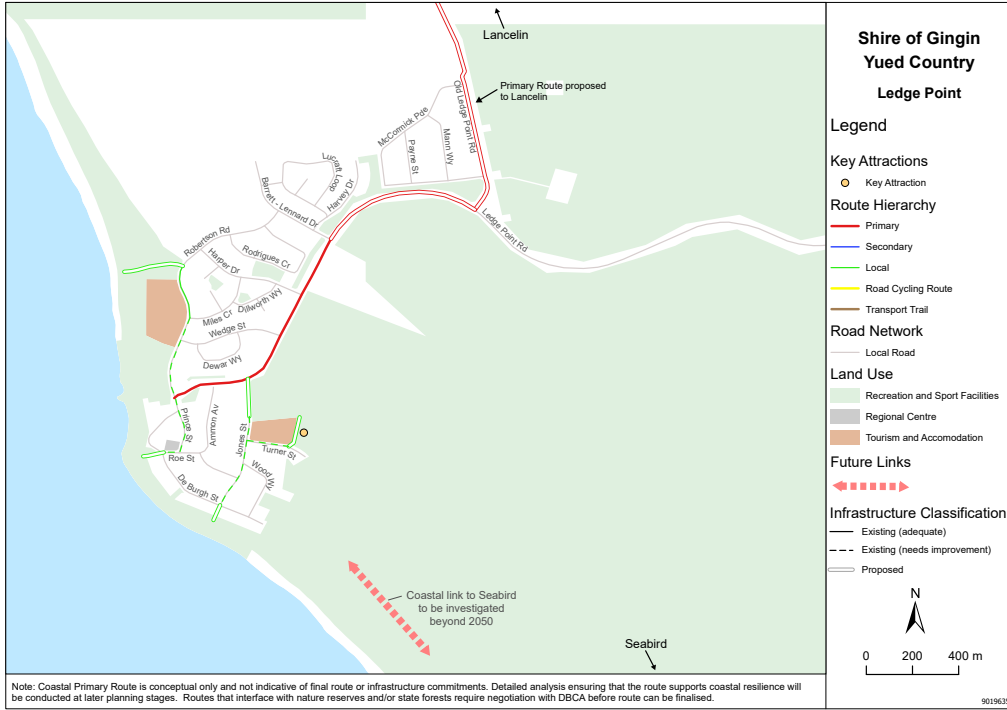 Lancelin
Primary Route proposed
to Lancelin
Old Ledge Point Rd
McCormick Pde
Payne St
Mann Wy
Lucraft Loop
Harvey Dr
Barrett - Lennard Dr
Ledge Point Rd
Robertson Rd
Harper Dr
Rodrigues Cr
Dillworth Wy
Miles Cr
Wedge St
Dewar Wy
Prince St
Ammon Av
Jones St
Turner St
Roe St
Wood Wy
De Burgh St
Coastal link to Seabird
to be investigated
beyond 2050
Seabird
Shire of Gingin
Yued Country
Ledge Point
Legend
Key Attractions
Key Attraction
Route Hierarchy
Primary
Secondary
Local
Road Cycling Route
Transport Trail
Road Network
Local Road
Land Use
Recreation and Sport Facilities
Regional Centre
Tourism and Accomodation
Future Links
Infrastructure Classification
Existing (adequate)
Existing (needs improvement)
Proposed
N
0 200 400 m
Note: Coastal Primary Route is conceptual only and not indicative of final route or infrastructure commitments. Detailed analysis ensuring that the route supports coastal resilience will
be conducted at later planning stages. Routes that interface with nature reserves and/or state forests require negotiation with DBCA before route can be finalised.